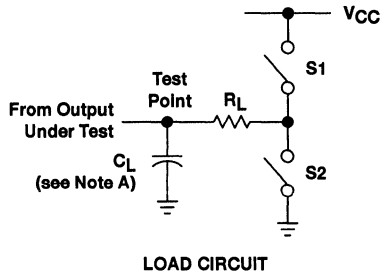 VCC
S1
Test
Point
RL
From Output
Under Test
CL
(see Note A)
S2
LOAD CIRCUIT